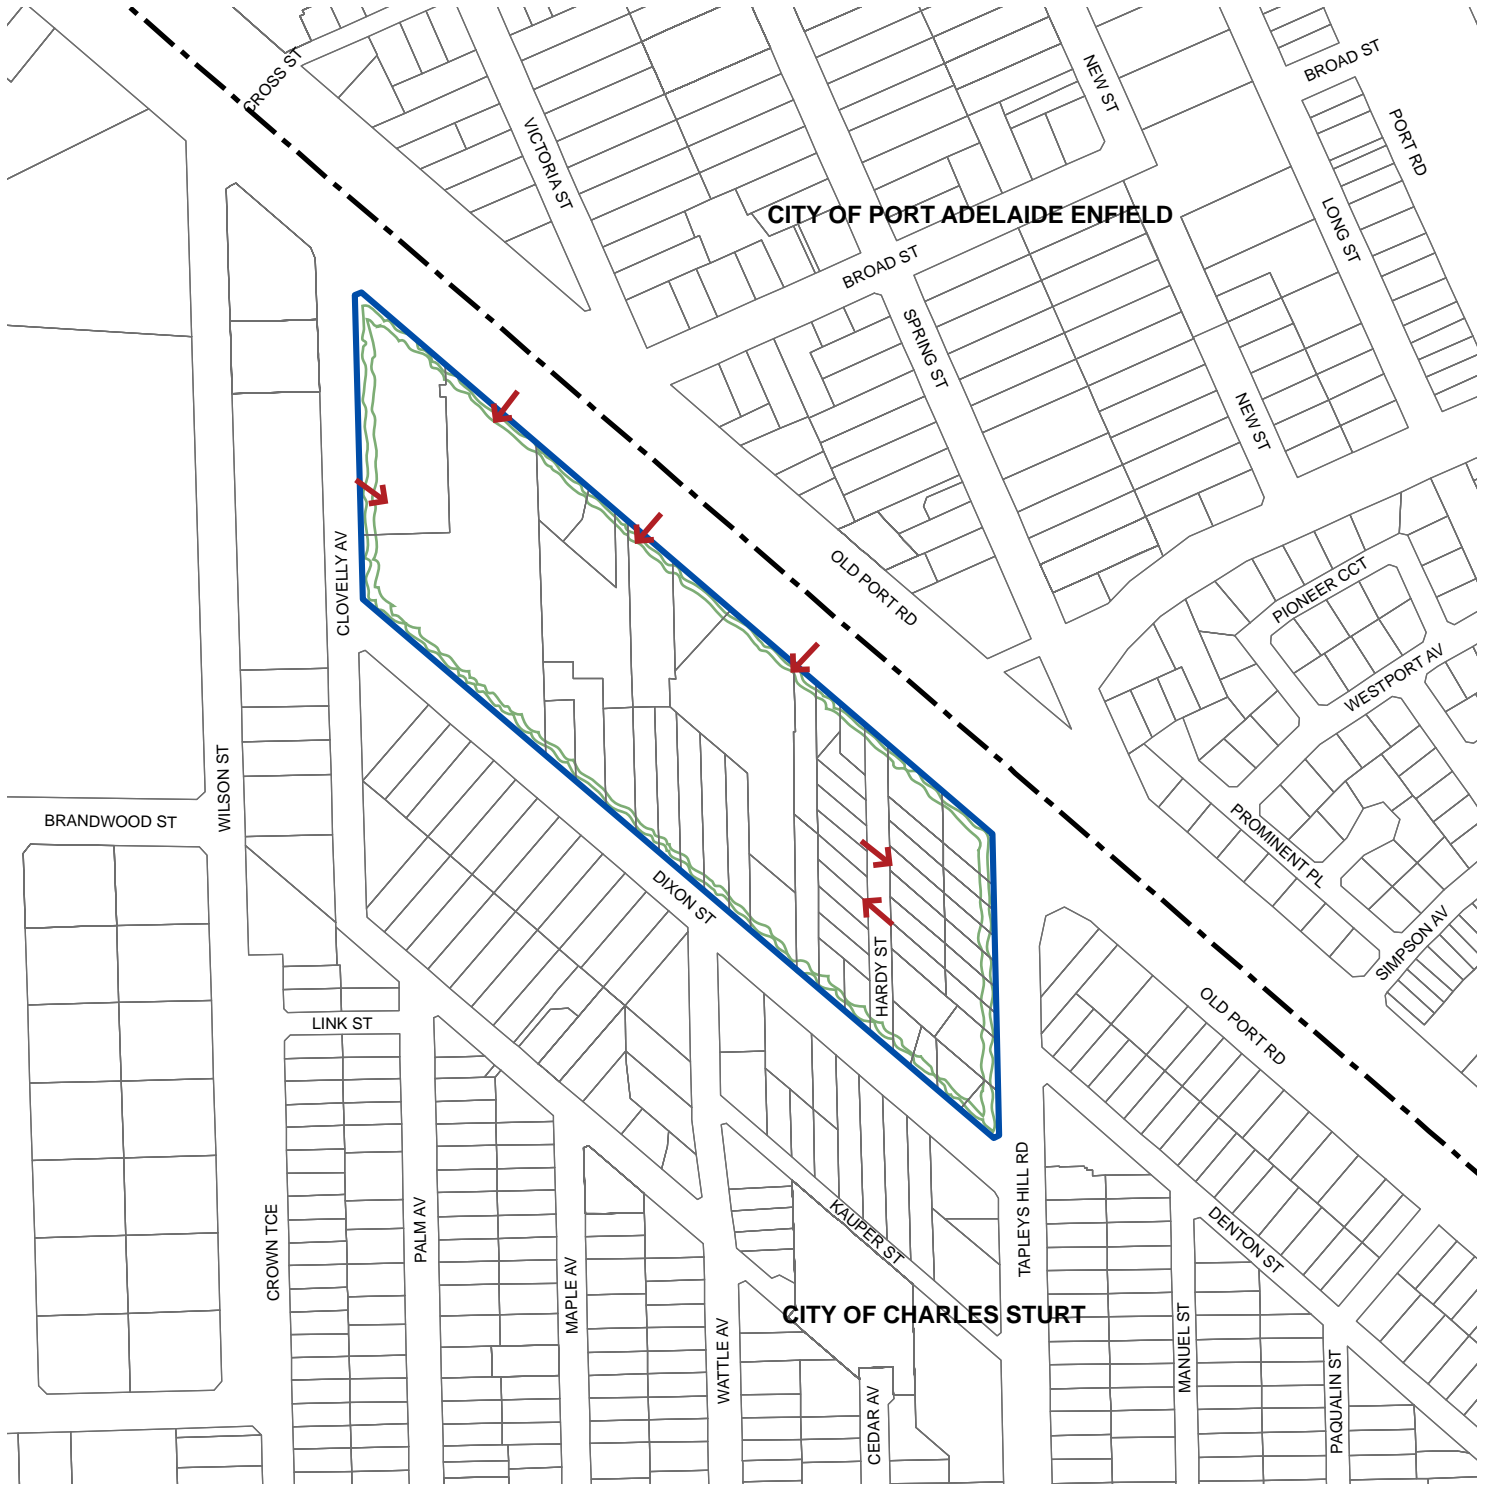 CROSS ST
VICTORIA ST
NEW ST
BROAD ST
PORT RD
CITY OF PORT ADELAIDE ENFIELD
LONG ST
BROAD ST
SPRING ST
NEW ST
CLOVELLY AV
OLD PORT RD
PIONEER CCT
WESTPORT AV
WILSON ST
BRANDWOOD ST
PROMINENT PL
DIXON ST
HARDY ST
SIMPSON AV
LINK ST
OLD PORT RD
CROWN TCE
PALM AV
MAPLE AV
KAUPER ST
TAPLEYS HILL RD
DENTON ST
CITY OF CHARLES STURT
WATTLE AV
MANUEL ST
CEDAR AV
PAQUALIN ST